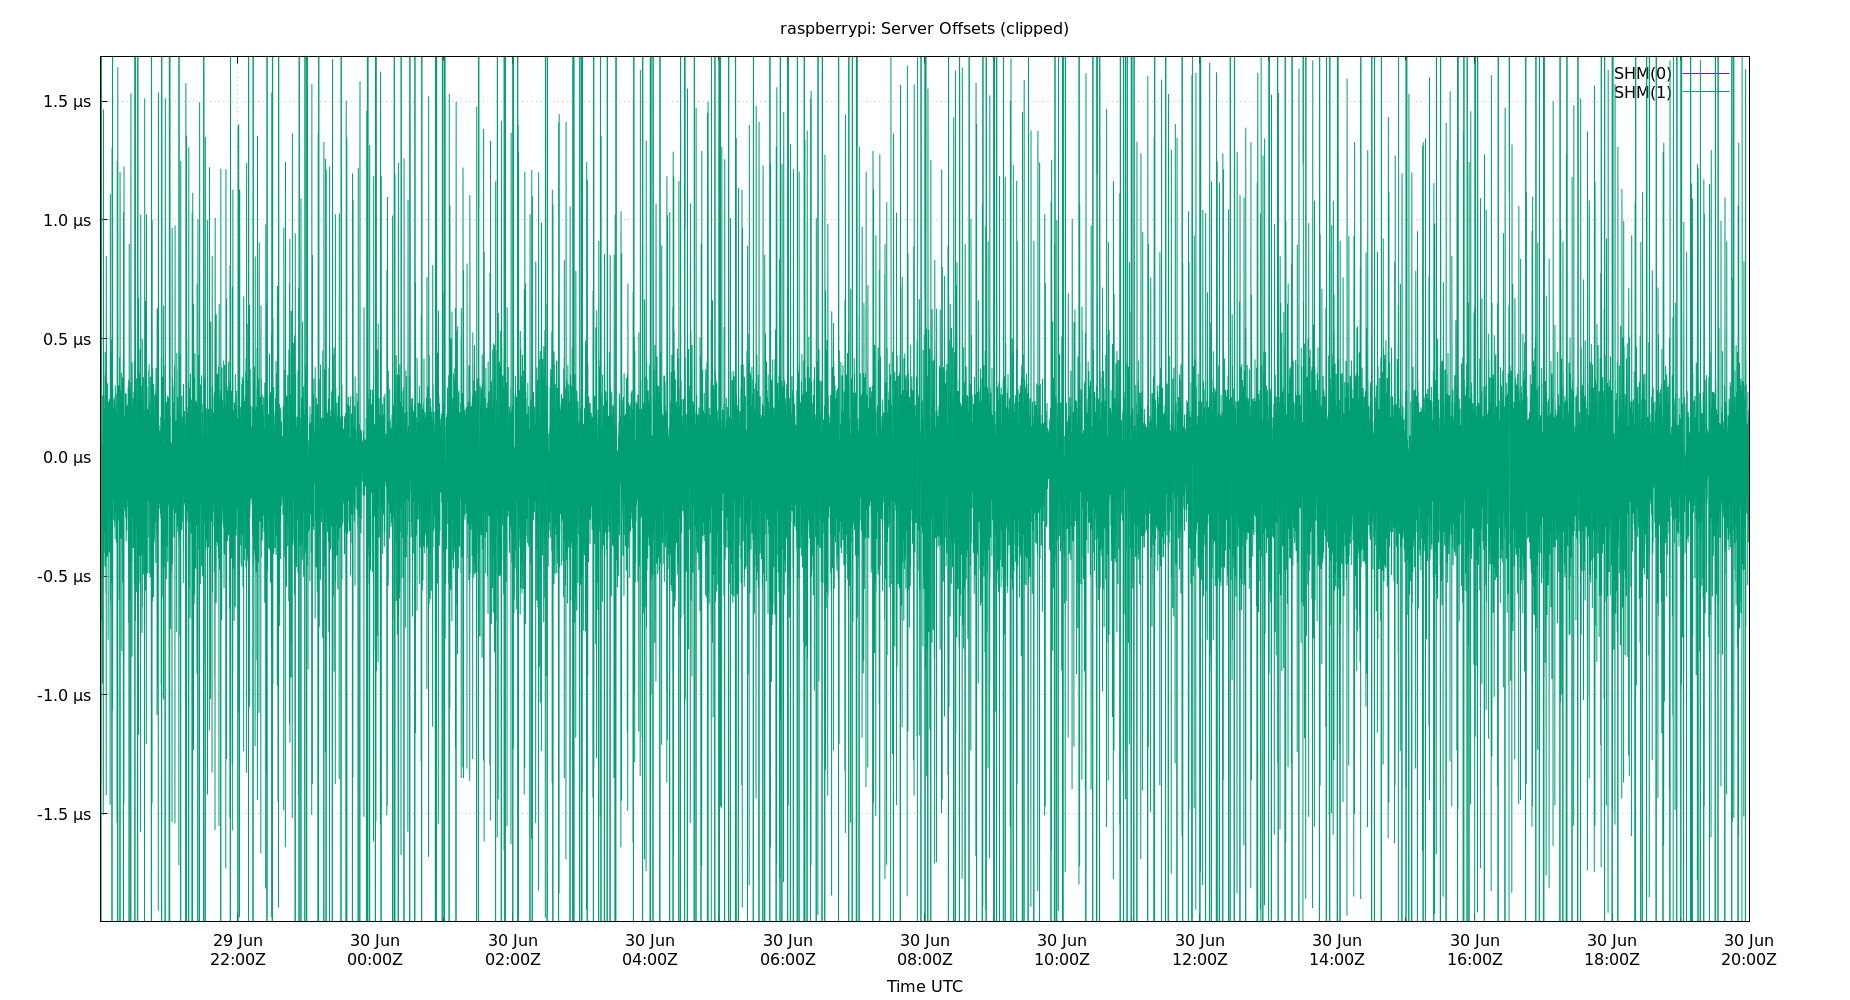 raspberrypi: Server Offsets (clipped)
SHM(0)
SHM(1)
1.5 µs
1.0 µs
0.5 µs
0.0 µs
-0.5 µs
-1.0 µs
-1.5 µs
29 Jun 30 Jun 30 Jun 30 Jun 30 Jun 30 Jun 30 Jun 30 Jun 30 Jun 30 Jun 30 Jun 30 Jun
22:00Z 00:00Z 02:00Z 04:00Z 06:00Z 08:00Z 10:00Z 12:00Z 14:00Z 16:00Z 18:00Z 20:00Z
Time UTC